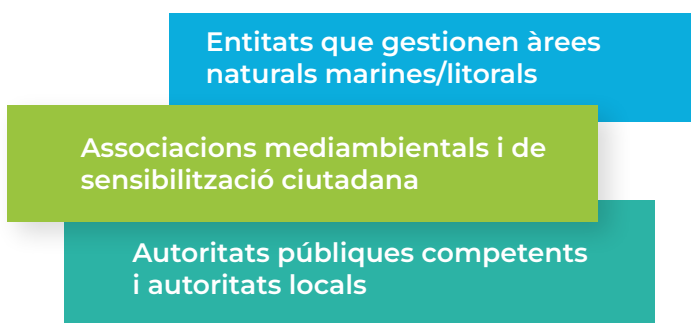 Entitats que gestionen àrees
naturals marines/litorals
Associacions mediambientals i de
sensibilització ciutadana
Autoritats públiques competents
i autoritats locals